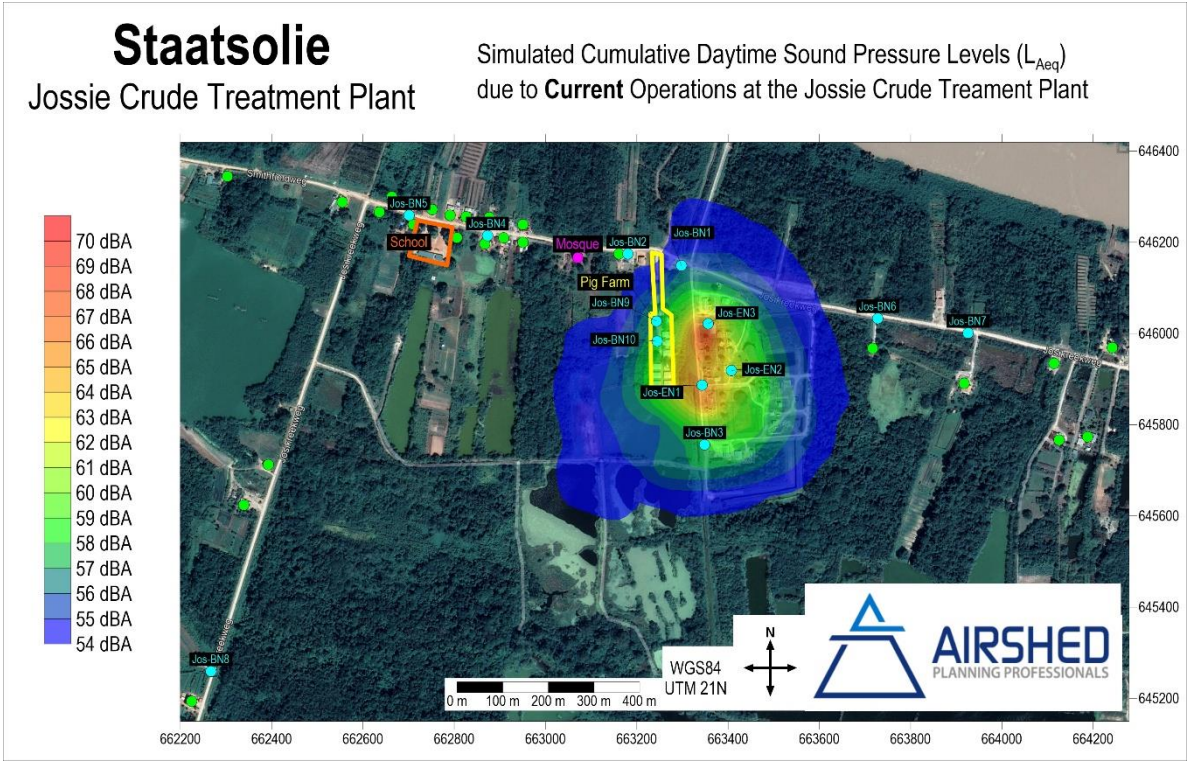 Staatsolie
Jossie Crude Treatment Plant
Simulated Cumulative Daytime Sound Pressure Levels (LAeq)
due to Current Operations at the Jossie Crude Treament Plant
70 dBA
69 dBA
68 dBA
67 dBA
66 dBA
65 dBA
64 dBA
63 dBA
62 dBA
61 dBA
60 dBA
59 dBA
58 dBA
57 dBA
56 dBA
55 dBA
54 dBA
Smithfieldweg
Jos-BN5
School
Jos-BN4
Mosque
Jos-BN2
Jos-BN1
Pig Farm
Jos-BN9
Jos-BN10
Jos-EN3
Jos-EN2
Jos-EN1
Jos-BN3
Jos-BN6
Jos-BN7
Jos-BN8
646400
646200
646000
645800
645600
645400
645200
N
WGS84
UTM 21N
0 m 100 m 200 m 300 m 400 m
AIRSHED
PLANNING PROFESSIONALS
662200 662400 662600 662800 663000 663200 663400 663600 663800 664000 664200